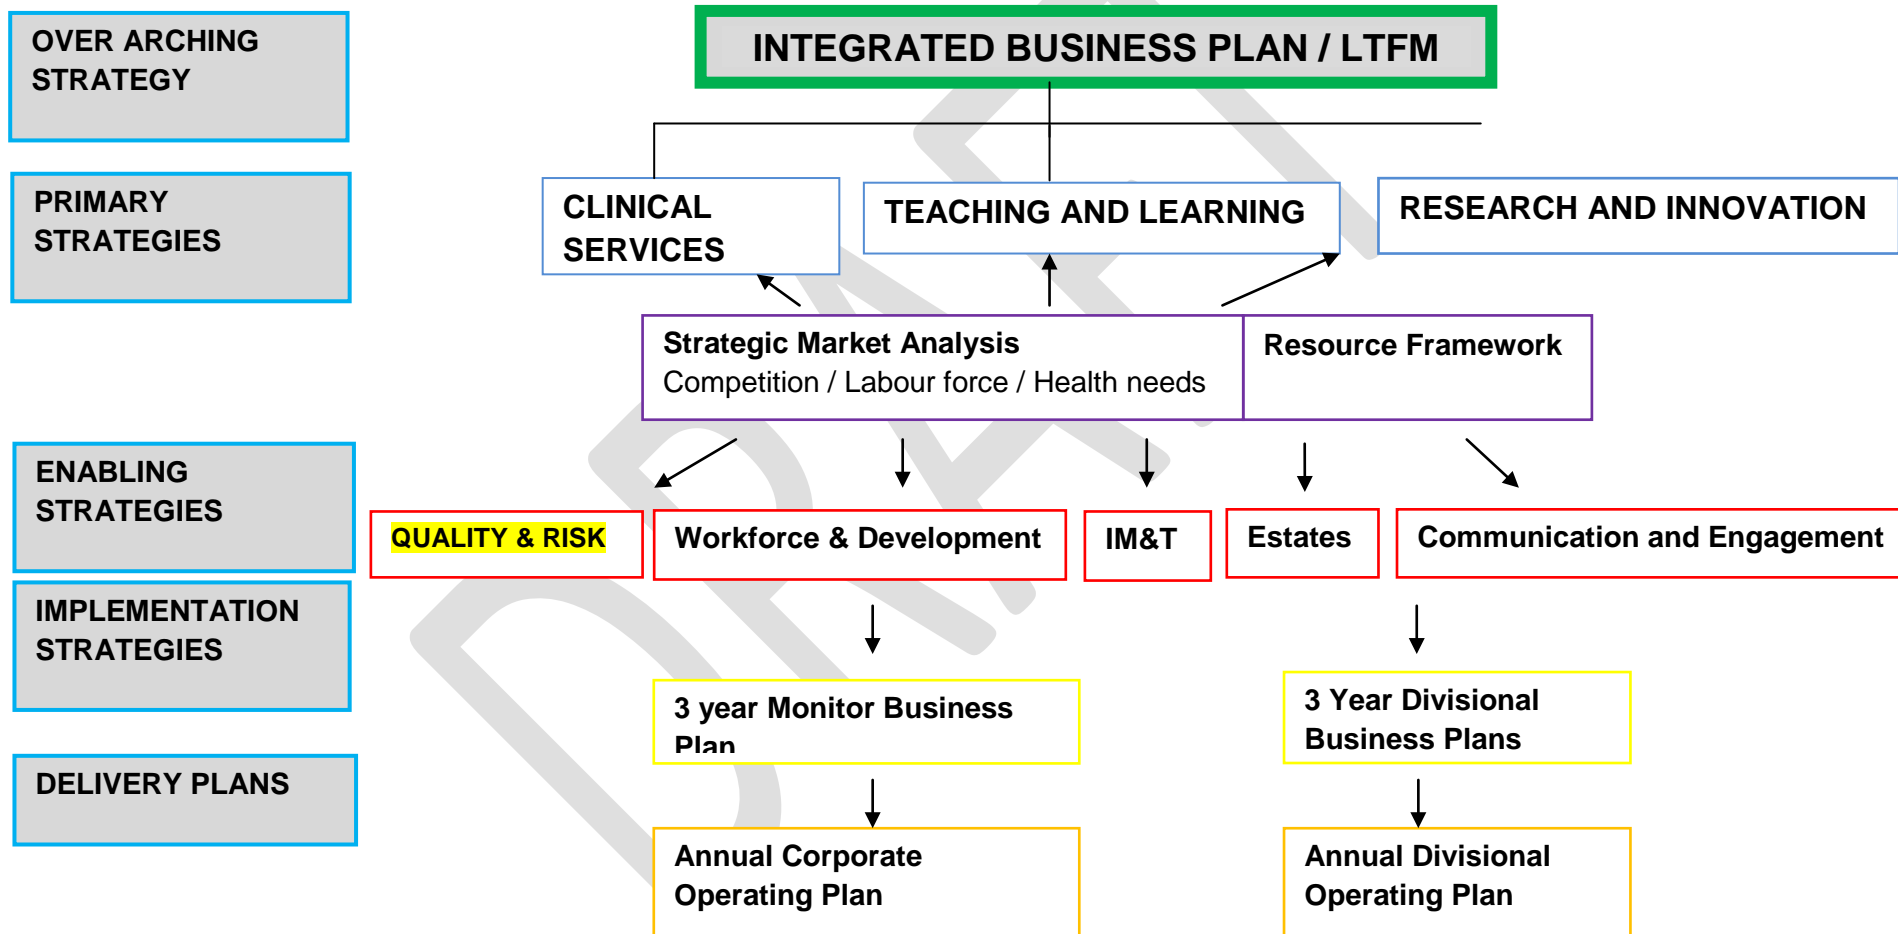 OVER ARCHING
STRATEGY
INTEGRATED BUSINESS PLAN / LTFM
PRIMARY
STRATEGIES
CLINICAL
SERVICES
TEACHING AND LEARNING
RESEARCH AND INNOVATION
Strategic Market Analysis
Competition / Labour force / Health needs
Resource Framework
ENABLING
STRATEGIES
QUALITY & RISK
Workforce & Development
IM&T
Estates
Communication and Engagement
IMPLEMENTATION
STRATEGIES
3 year Monitor Business
Plan
3 Year Divisional
Business Plans
DELIVERY PLANS
Annual Corporate
Operating Plan
Annual Divisional
Operating Plan
DRAFT